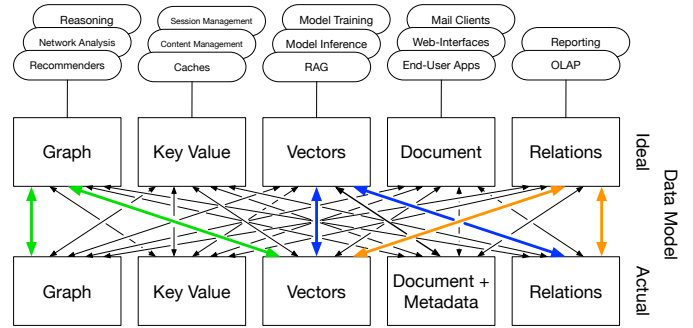 Reasoning
Network Analysis
Recommenders
Session Management
Content Management
Caches
Model Training
Model Inference
RAG
Mail Clients
Web-Interfaces
End-User Apps
Reporting
OLAP
Graph
Key Value
Vectors
Document
Relations
Ideal
Data Model
Graph
Key Value
Vectors
Document +
Metadata
Relations
Actual